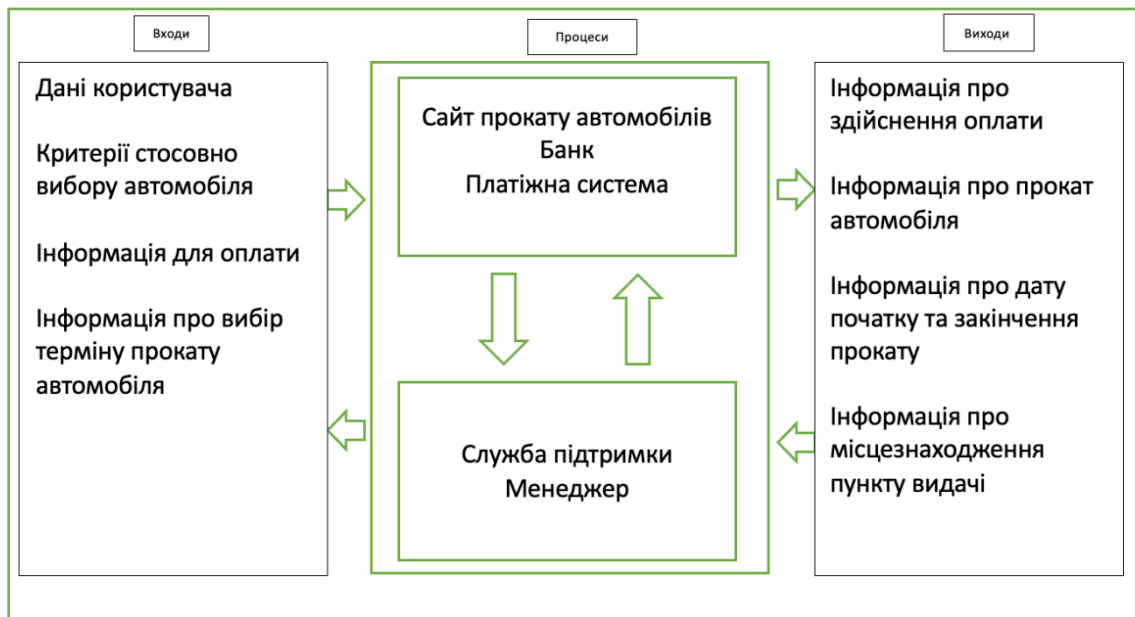 Входи
Процеси
Виходи
Дані користувача
Критерії стосовно
вибору автомобіля
Інформація для оплати
Інформація про вибір
терміну прокату
автомобіля
Сайт прокату автомобілів
Банк
Платіжна система
Служба підтримки
Менеджер
Інформація про
здійснення оплати
Інформація про прокат
автомобіля
Інформація про дату
початку та закінчення
прокату
Інформація про
місцезнаходження
пункту видачі